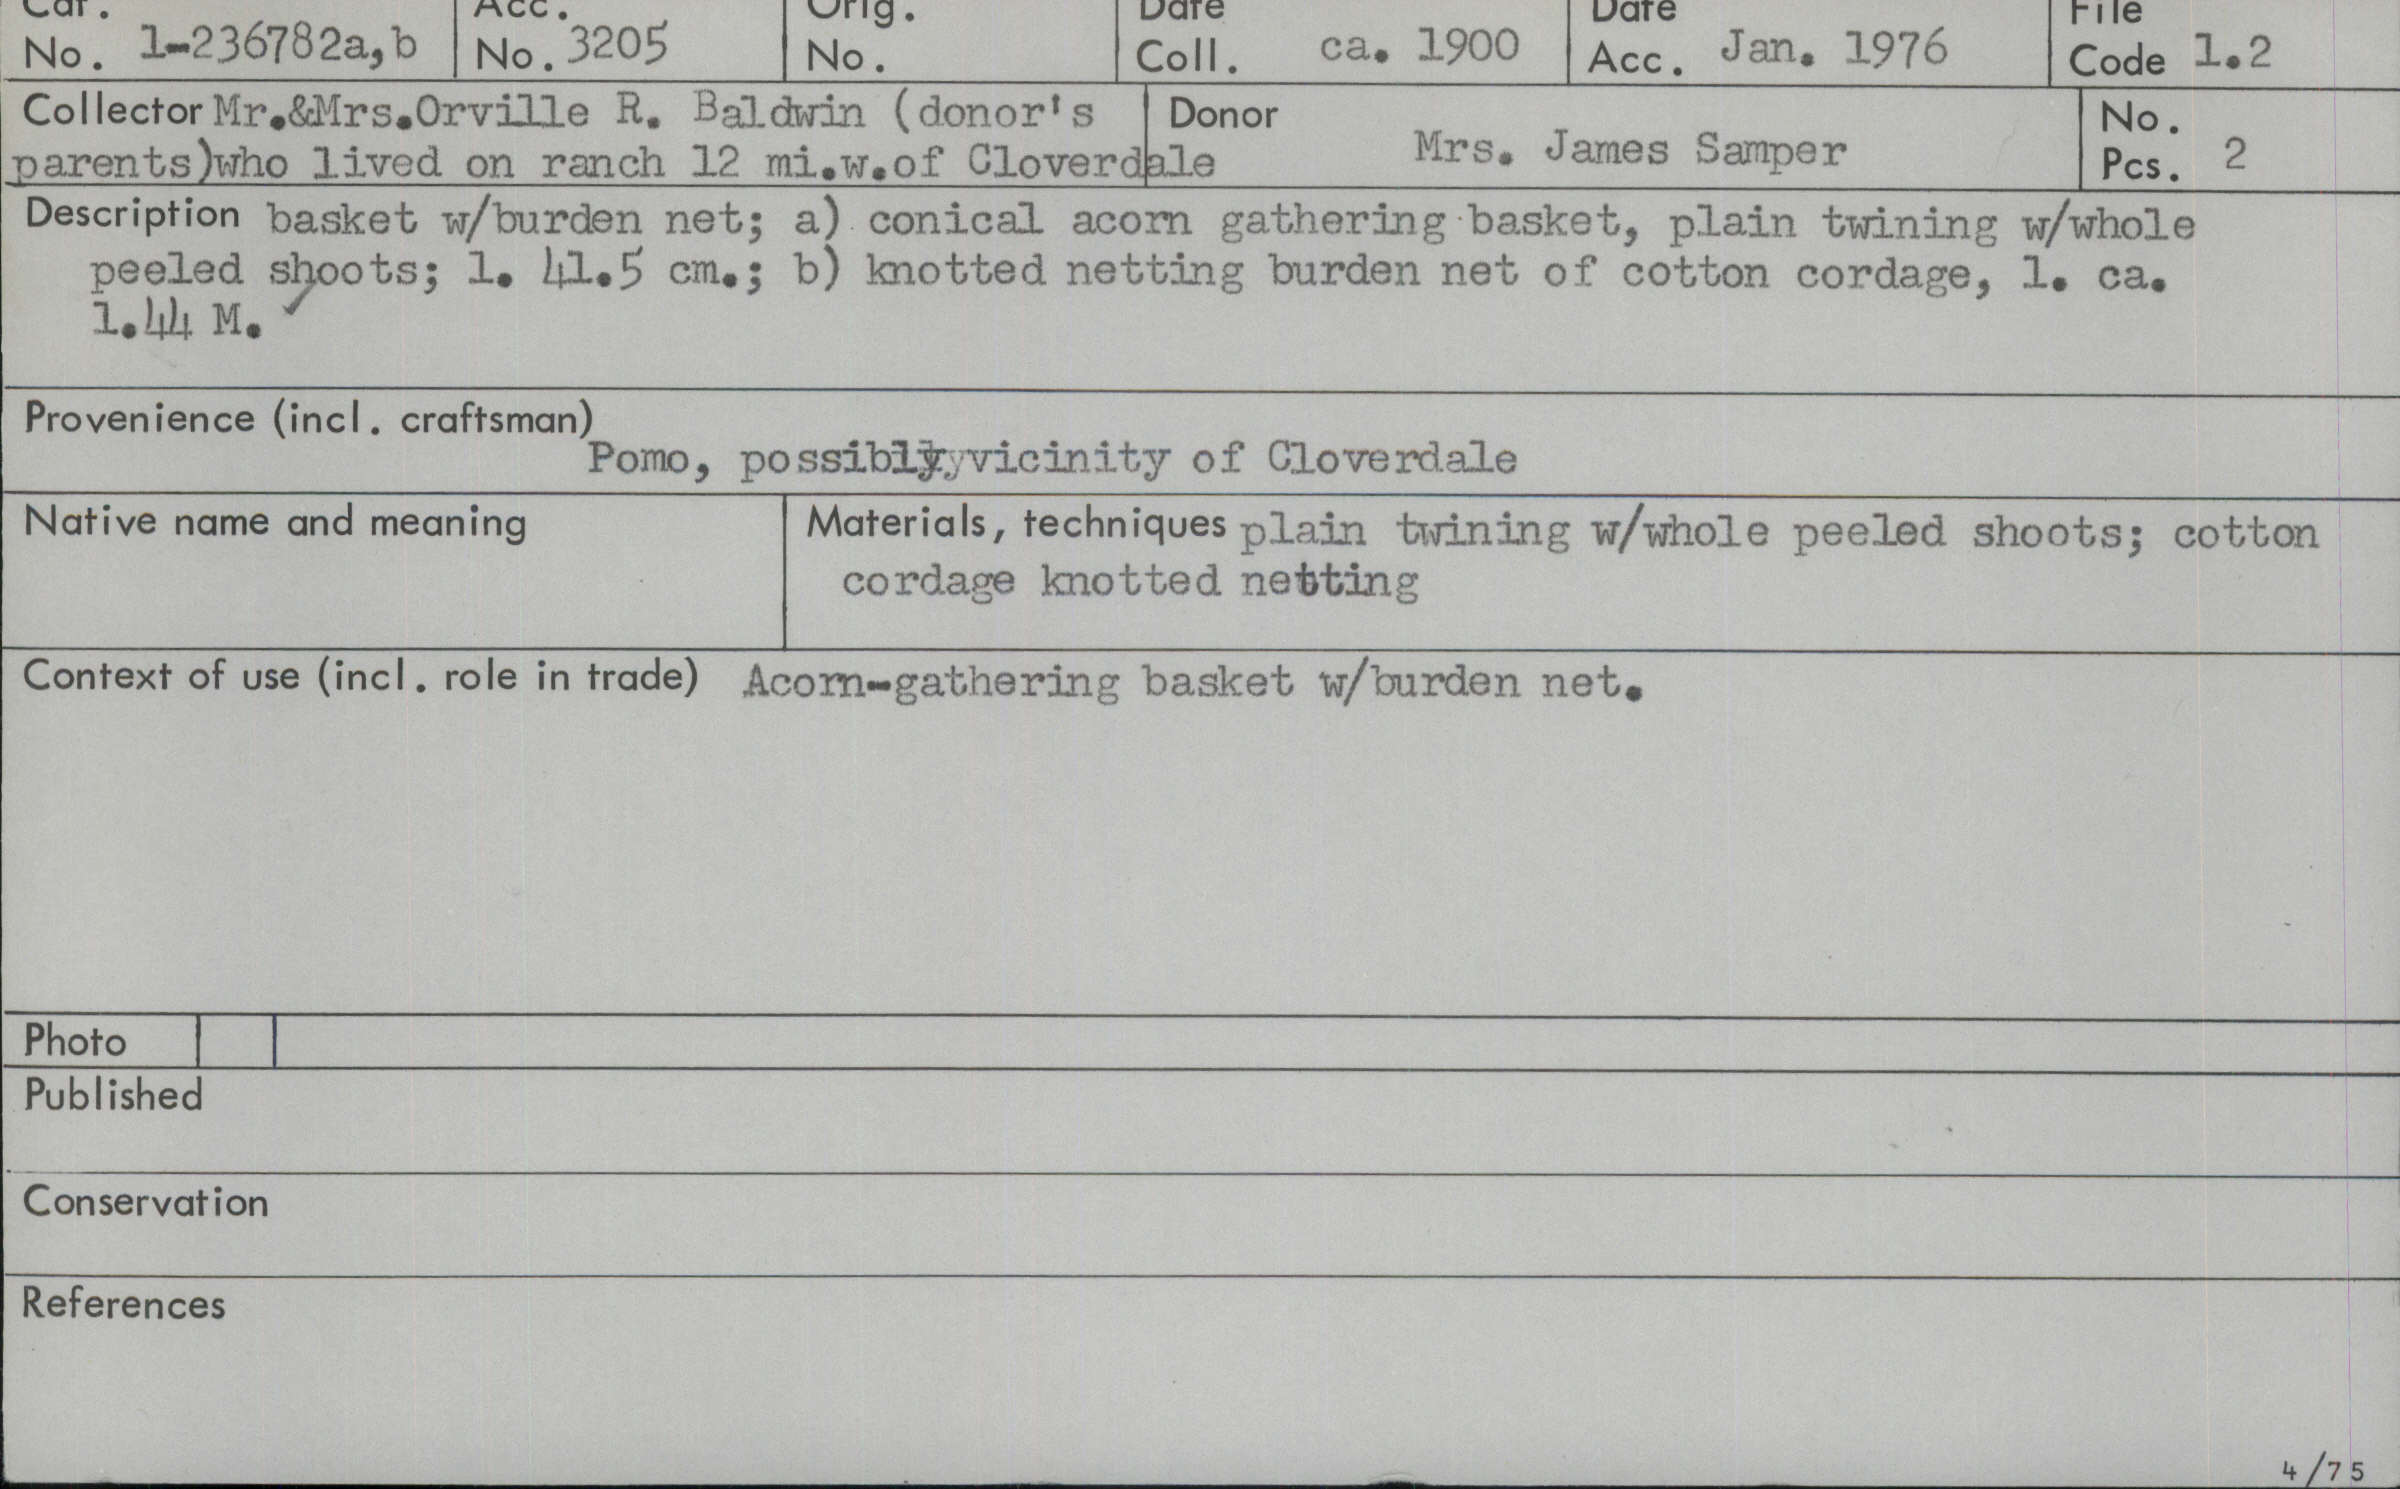 Cat. Acc. Orig. Date Date File
No. 1-236782a,b No. 3205 No. Coll. ca. 1900 Acc. Jan. 1976 Code 1.2
Collector Mr.&Mrs.Orville R. Baldwin (donor's Donor No.
parents)who lived on ranch 12 mi.w.of Cloverdale Mrs. James Samper Pcs. 2
Description basket w/burden net; a) conical acorn gathering basket, plain twining w/whole
peeled shoots; l. 41.5 cm.; b) knotted netting burden net of cotton cordage, l. ca.
1.44 M. ✓
Provenience (incl. craftsman)
Pomo, possibly vicinity of Cloverdale
Native name and meaning Materials, techniques plain twining w/whole peeled shoots; cotton
cordage knotted netting
Context of use (incl. role in trade) Acorn-gathering basket w/burden net.
Photo
Published
Conservation
References
4/75